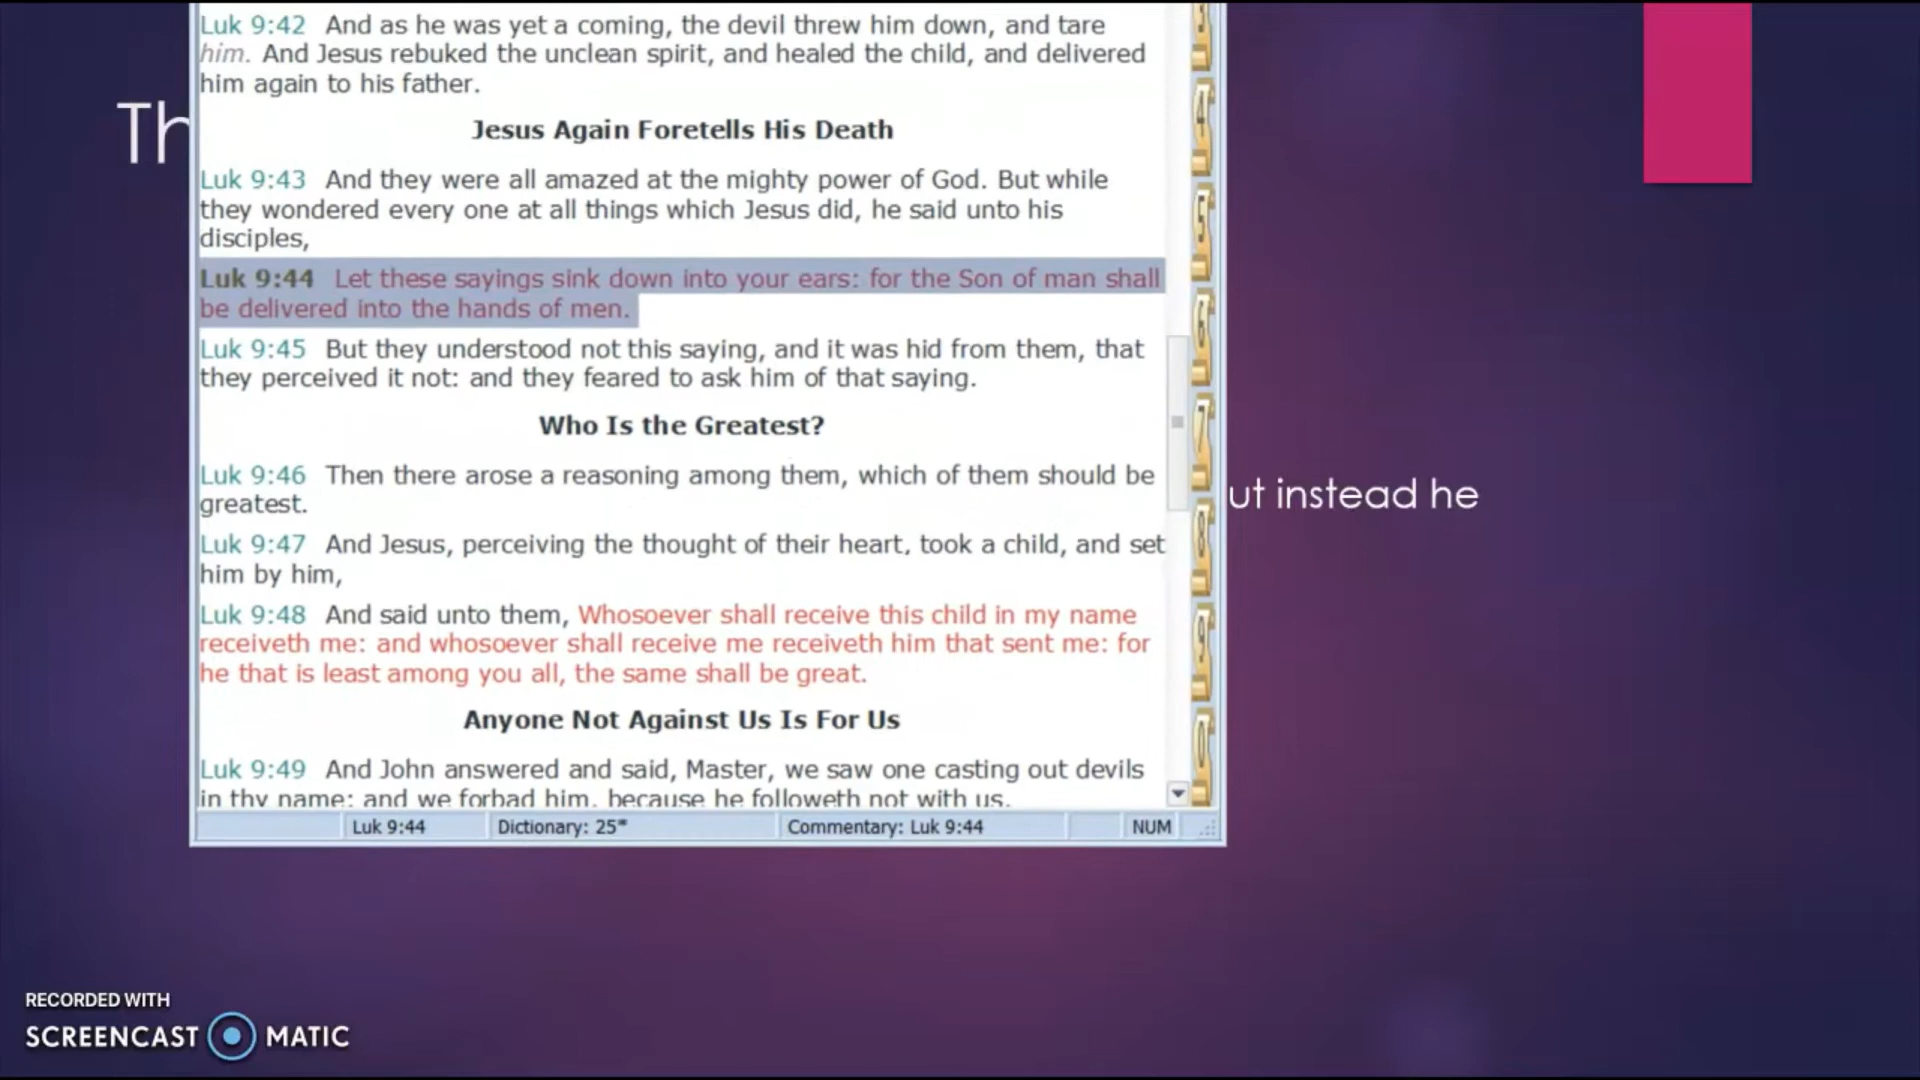 Luk 9:42 And as he was yet a coming, the devil threw him down, and tare
him. And Jesus rebuked the unclean spirit, and healed the child, and delivered
him again to his father.
Th
Jesus Again Foretells His Death
Luk 9:43 And they were all amazed at the mighty power of God. But while
they wondered every one at all things which Jesus did, he said unto his
disciples,
Luk 9:44 Let these sayings sink down into your ears: for the Son of man shall
be delivered into the hands of men.
Luk 9:45 But they understood not this saying, and it was hid from them, that
they perceived it not: and they feared to ask him of that saying.
Who Is the Greatest?
Luk 9:46 Then there arose a reasoning among them, which of them should be
greatest.
ut instead he
Luk 9:47 And Jesus, perceiving the thought of their heart, took a child, and set
him by him,
Luk 9:48 And said unto them, Whosoever shall receive this child in my name
receiveth me: and whosoever shall receive me receiveth him that sent me: for
he that is least among you all, the same shall be great.
Anyone Not Against Us Is For Us
Luk 9:49 And John answered and said, Master, we saw one casting out devils
in thy name; and we forbad him, because he followeth not with us.
4
5
6
7
8
9
0
Luk 9:44 Dictionary: 25* Commentary: Luk 9:44 NUM
RECORDED WITH
SCREENCAST MATIC